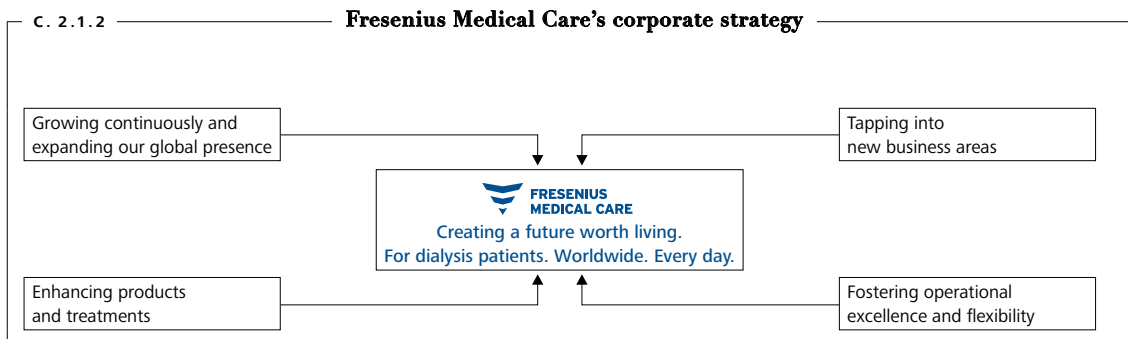 C. 2.1.2
Fresenius Medical Care’s corporate strategy
Growing continuously and
expanding our global presence
Tapping into
new business areas
FRESENIUS
MEDICAL CARE
Creating a future worth living.
For dialysis patients. Worldwide. Every day.
Enhancing products
and treatments
Fostering operational
excellence and flexibility